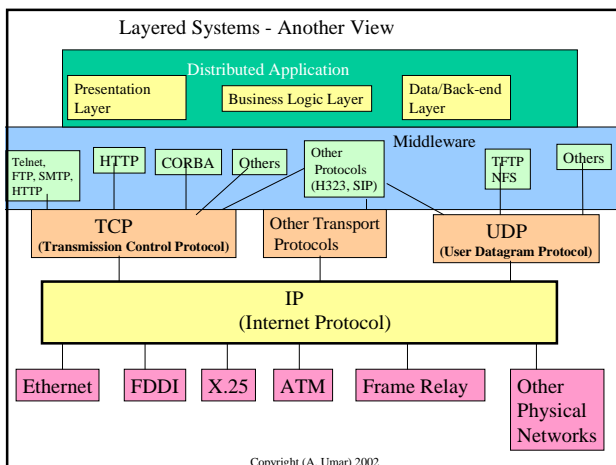 Layered Systems - Another View
Distributed Application
Presentation
Layer
Business Logic Layer
Data/Back-end
Layer
Middleware
Telnet,
FTP, SMTP,
HTTP
HTTP
CORBA
Others
Other
Protocols
(H323, SIP)
TFTP
NFS
Others
TCP
(Transmission Control Protocol)
Other Transport
Protocols
UDP
(User Datagram Protocol)
IP
(Internet Protocol)
Ethernet
FDDI
X.25
ATM
Frame Relay
Other
Physical
Networks
Copyright (A. Umar) 2002